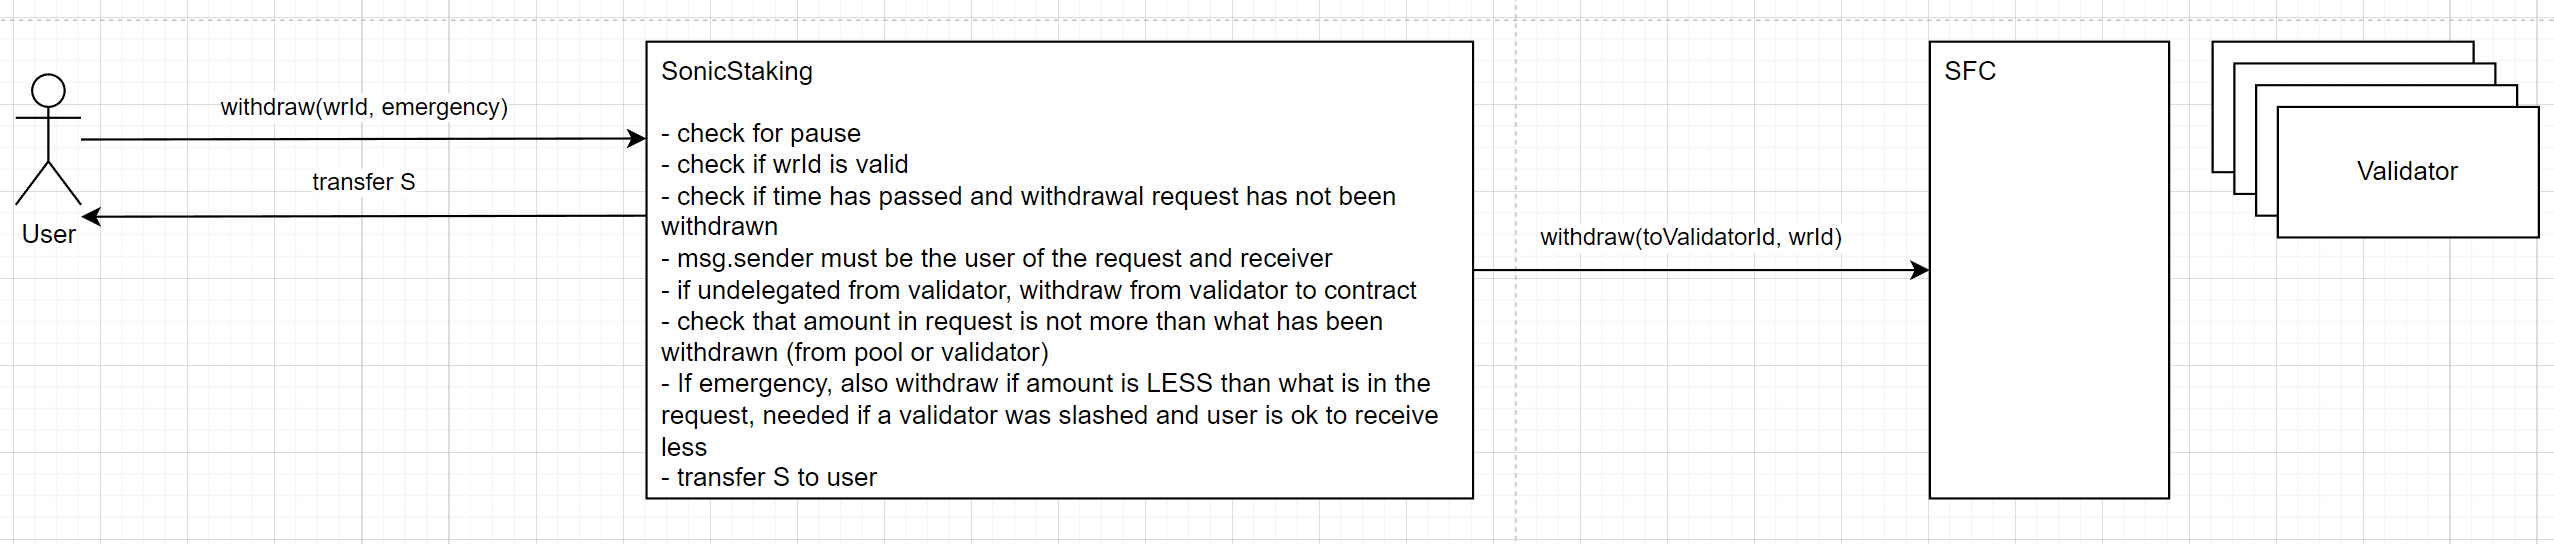 withdraw(wrId, emergency)
transfer S
User
SonicStaking
- check for pause
- check if wrId is valid
- check if time has passed and withdrawal request has not been
withdrawn
- msg.sender must be the user of the request and receiver
- if undelegated from validator, withdraw from validator to contract
- check that amount in request is not more than what has been
withdrawn (from pool or validator)
- If emergency, also withdraw if amount is LESS than what is in the
request, needed if a validator was slashed and user is ok to receive
less
- transfer S to user
withdraw(toValidatorId, wrId)
SFC
Validator